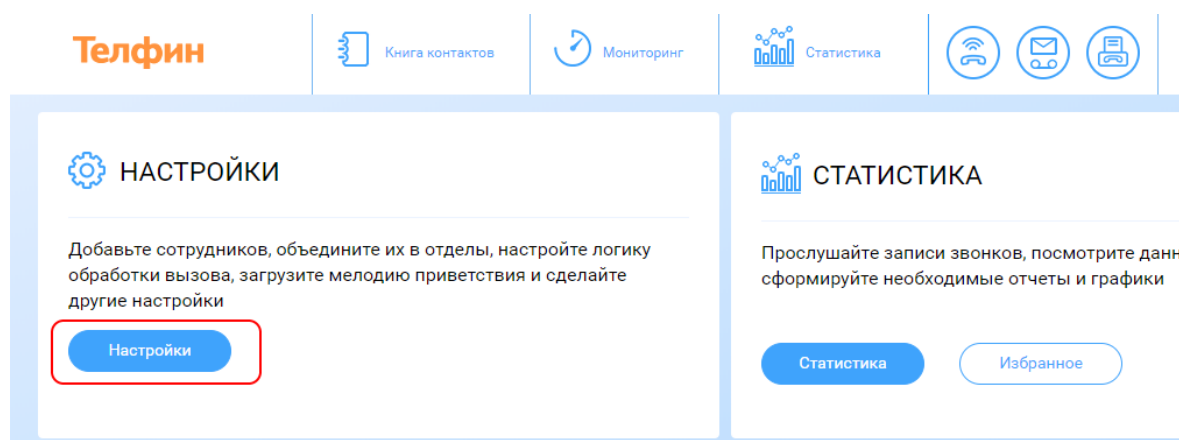 Телфин
Книга контактов
Мониторинг
Статистика
НАСТРОЙКИ
Добавьте сотрудников, объедините их в отделы, настройте логику
обработки вызова, загрузите мелодию приветствия и сделайте
другие настройки
Настройки
СТАТИСТИКА
Прослушайте записи звонков, посмотрите
сформируйте необходимые отчеты и графики
Статистика
Избранное